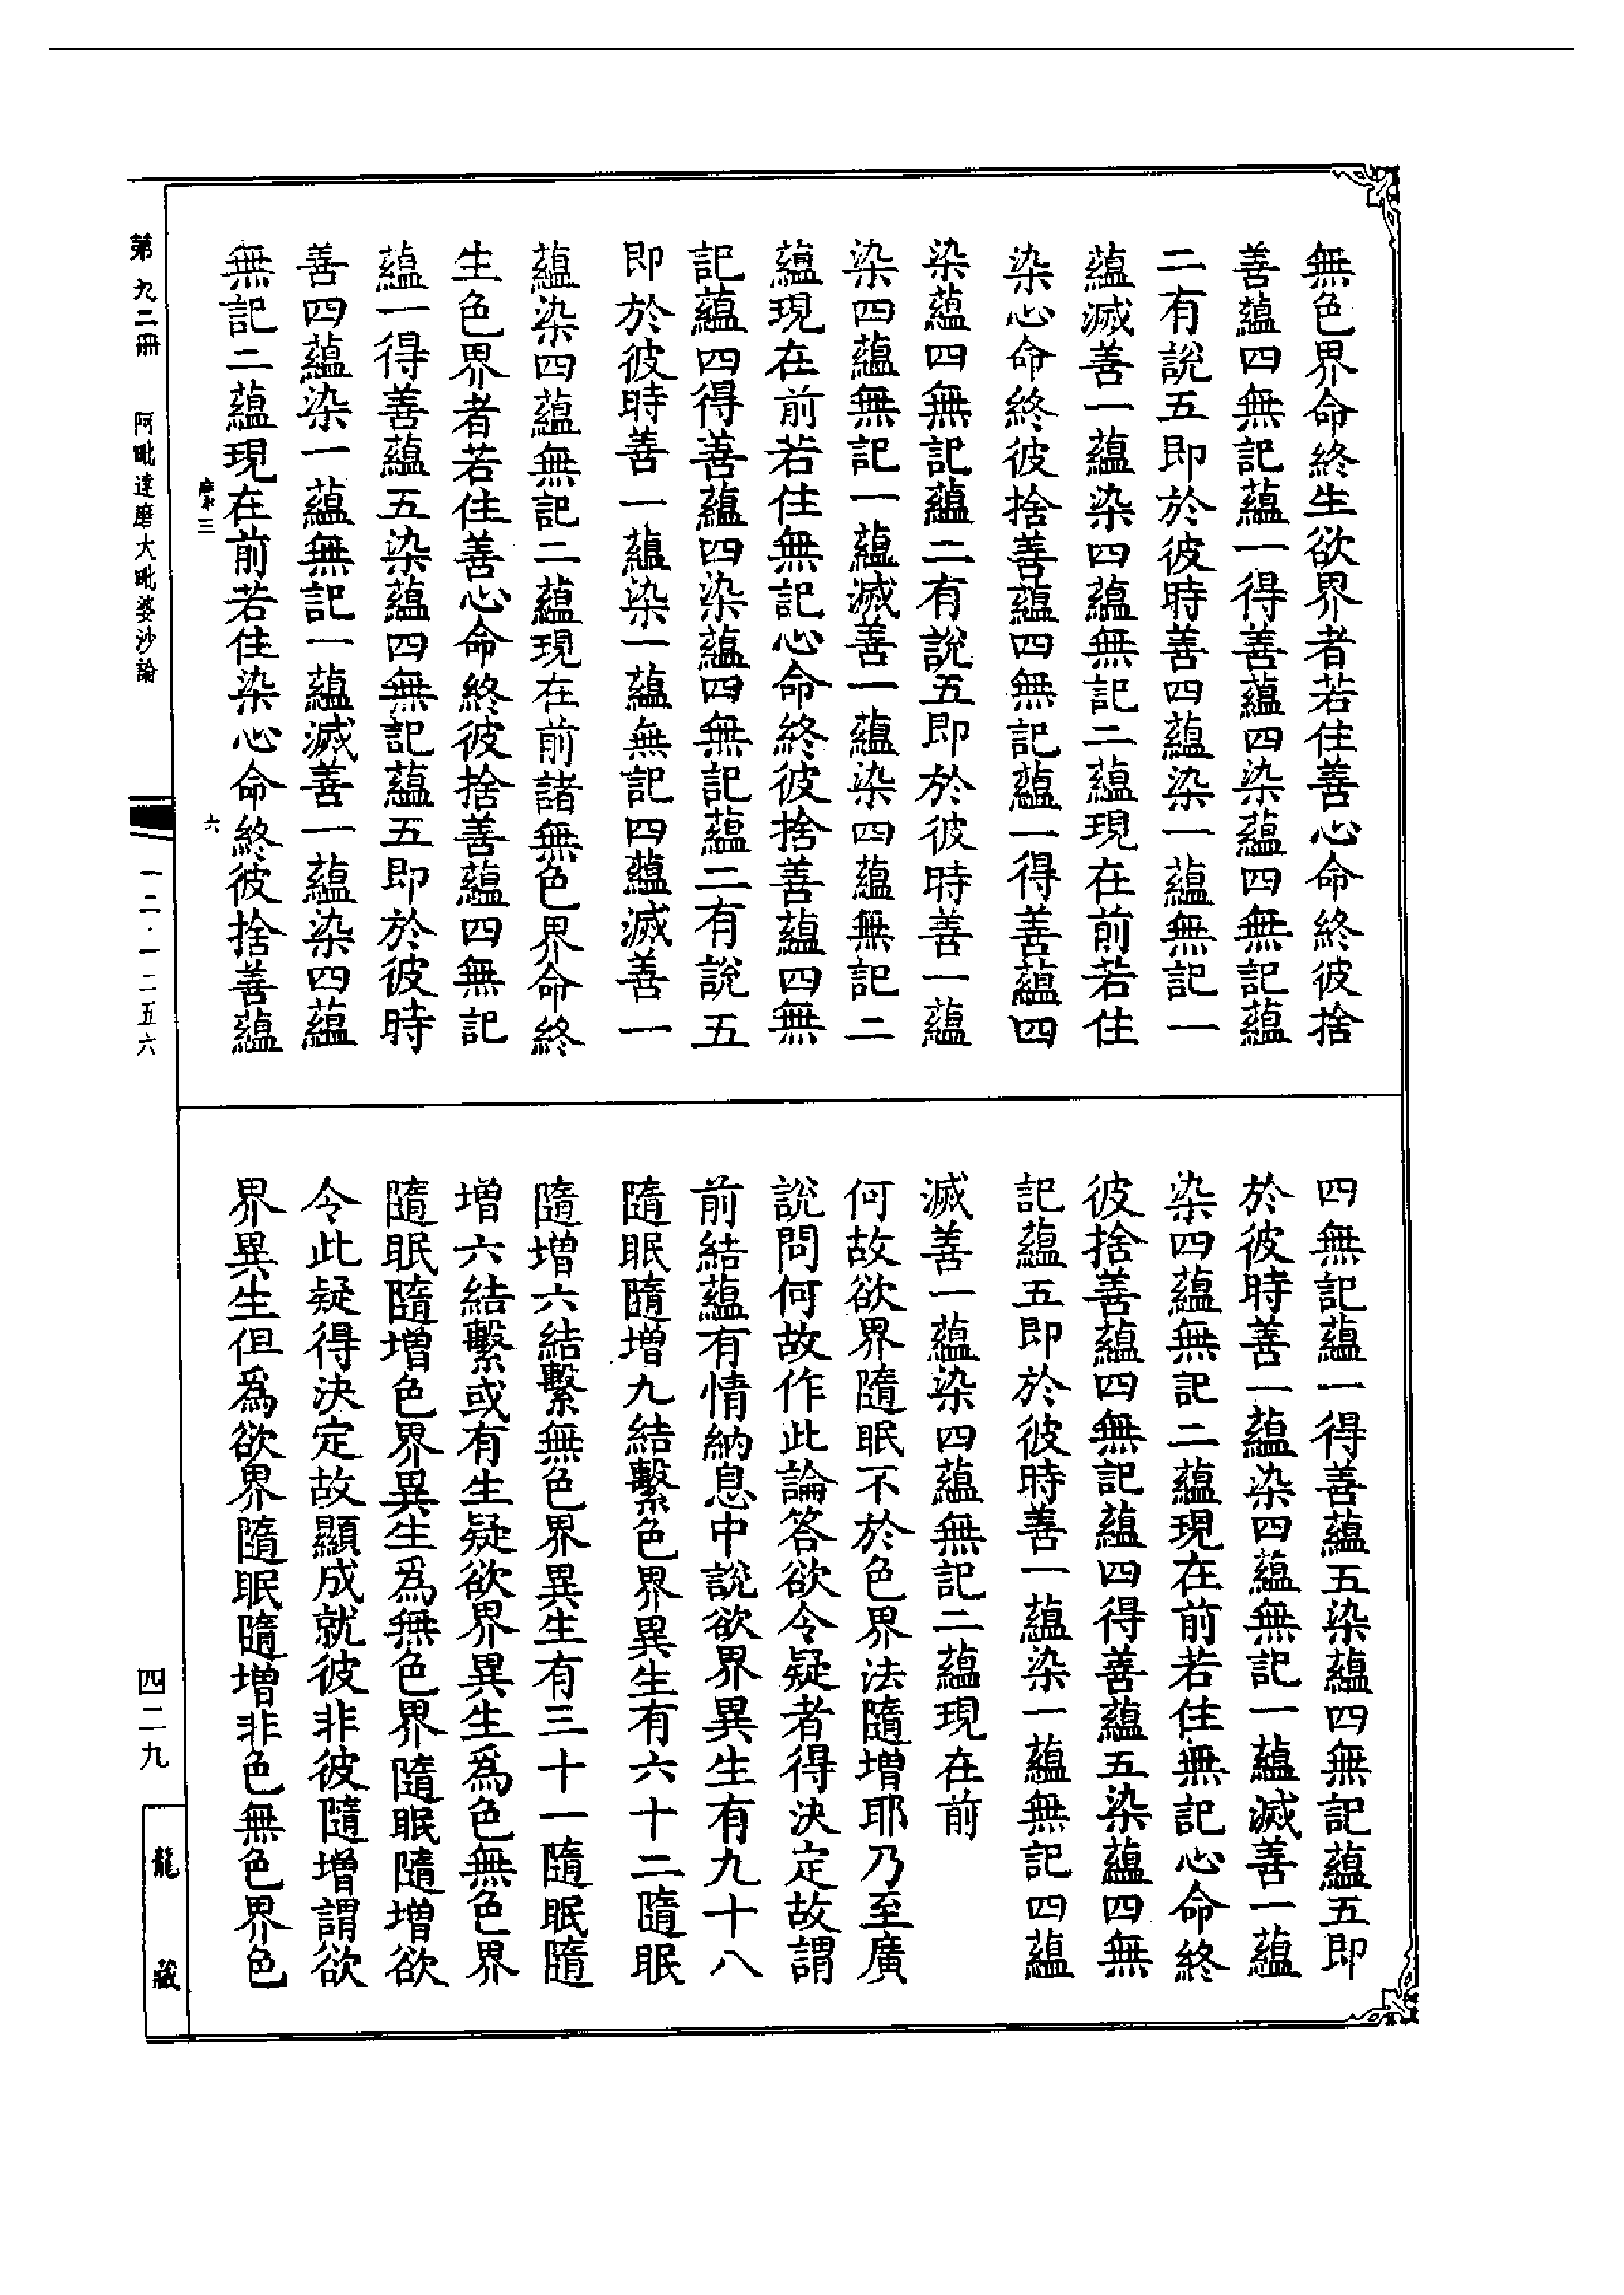 無色界命終生欲界者若住善心命終彼捨
善蘊四無記蘊一得善蘊四染蘊四無記蘊
二有說五即於彼時善四蘊染一蘊無記一
蘊滅善一蘊染四蘊無記二蘊現在前若住
染心命終彼捨善蘊四無記蘊一得善蘊四
染蘊四無記蘊二有說五即於彼時善一蘊
染四蘊無記一蘊滅善一蘊染四蘊無記二
蘊現在前若住無記心命終彼捨善蘊四無
記蘊四得善蘊四染蘊四無記蘊二有說五
即於彼時善一蘊染一蘊無記四蘊滅善一
蘊染四蘊無記二蘊現在前諸無色界命終
生色界者若住善心命終彼捨善蘊四無記
蘊一得善蘊五染蘊四無記蘊五即於彼時
善四蘊染一蘊無記一蘊滅善一蘊染四蘊
無記二蘊現在前若住染心命終彼捨善蘊
四無記蘊一得善蘊五染蘊四無記蘊五即
於彼時善一蘊染四蘊無記一蘊滅善一蘊
染四蘊無記二蘊現在前若住無記心命終
彼捨善蘊四無記蘊四得善蘊五染蘊四無
記蘊五即於彼時善一蘊染一蘊無記四蘊
滅善一蘊染四蘊無記二蘊現在前
何故欲界隨眠不於色界法隨增耶乃至廣
說問何故作此論答欲令疑者得決定故謂
前結蘊有情納息中說欲界異生有九十八
隨眠隨增九結繫色界異生有六十二隨眠
隨增六結繫無色界異生有三十一隨眠隨
增六結繫或有生疑欲界異生為色無色界
隨眠隨增色界異生為無色界隨眠隨增欲
令此疑得決定故顯成就彼非彼隨增謂欲
界異生但為欲界隨眠隨增非色無色界色
三
六
第九二冊
阿毗達磨大毗婆沙論
一二·一二五六
四二九
龍藏